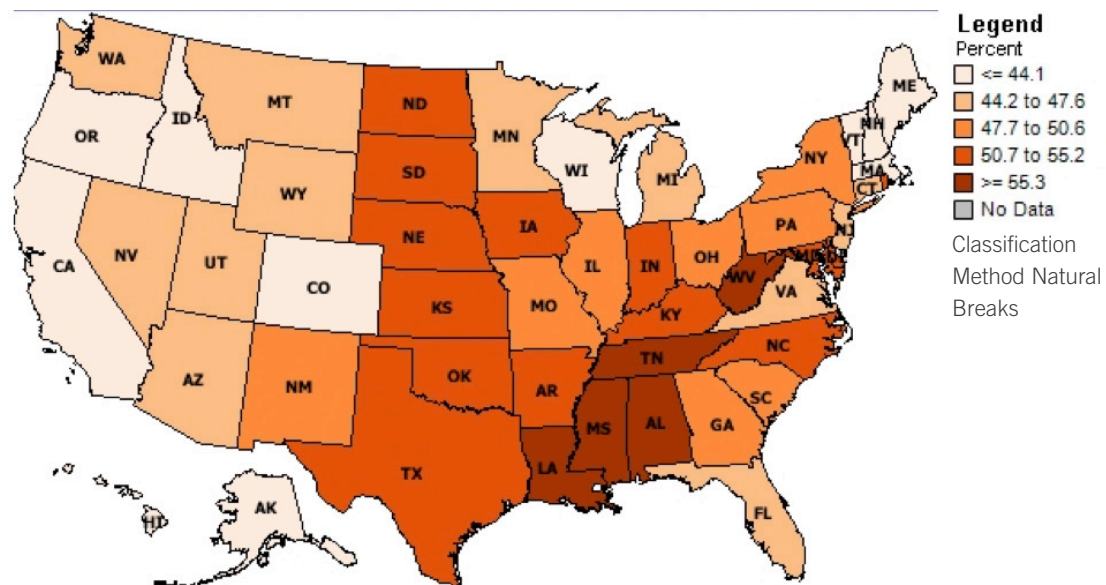 Legend
Percent
<= 44.1
44.2 to 47.6
47.7 to 50.6
50.7 to 55.2
>= 55.3
No Data
Classification
Method Natural
Breaks
WA
MT
ND
MN
ME
OR
ID
SD
WI
MI
NY
VT
NH
MA
CT
WY
NE
IA
PA
NJ
NV
UT
CO
IL
IN
OH
WV
VA
CA
KS
MO
KY
AZ
NM
OK
AR
TN
NC
SC
TX
LA
MS
AL
GA
FL
HI
AK